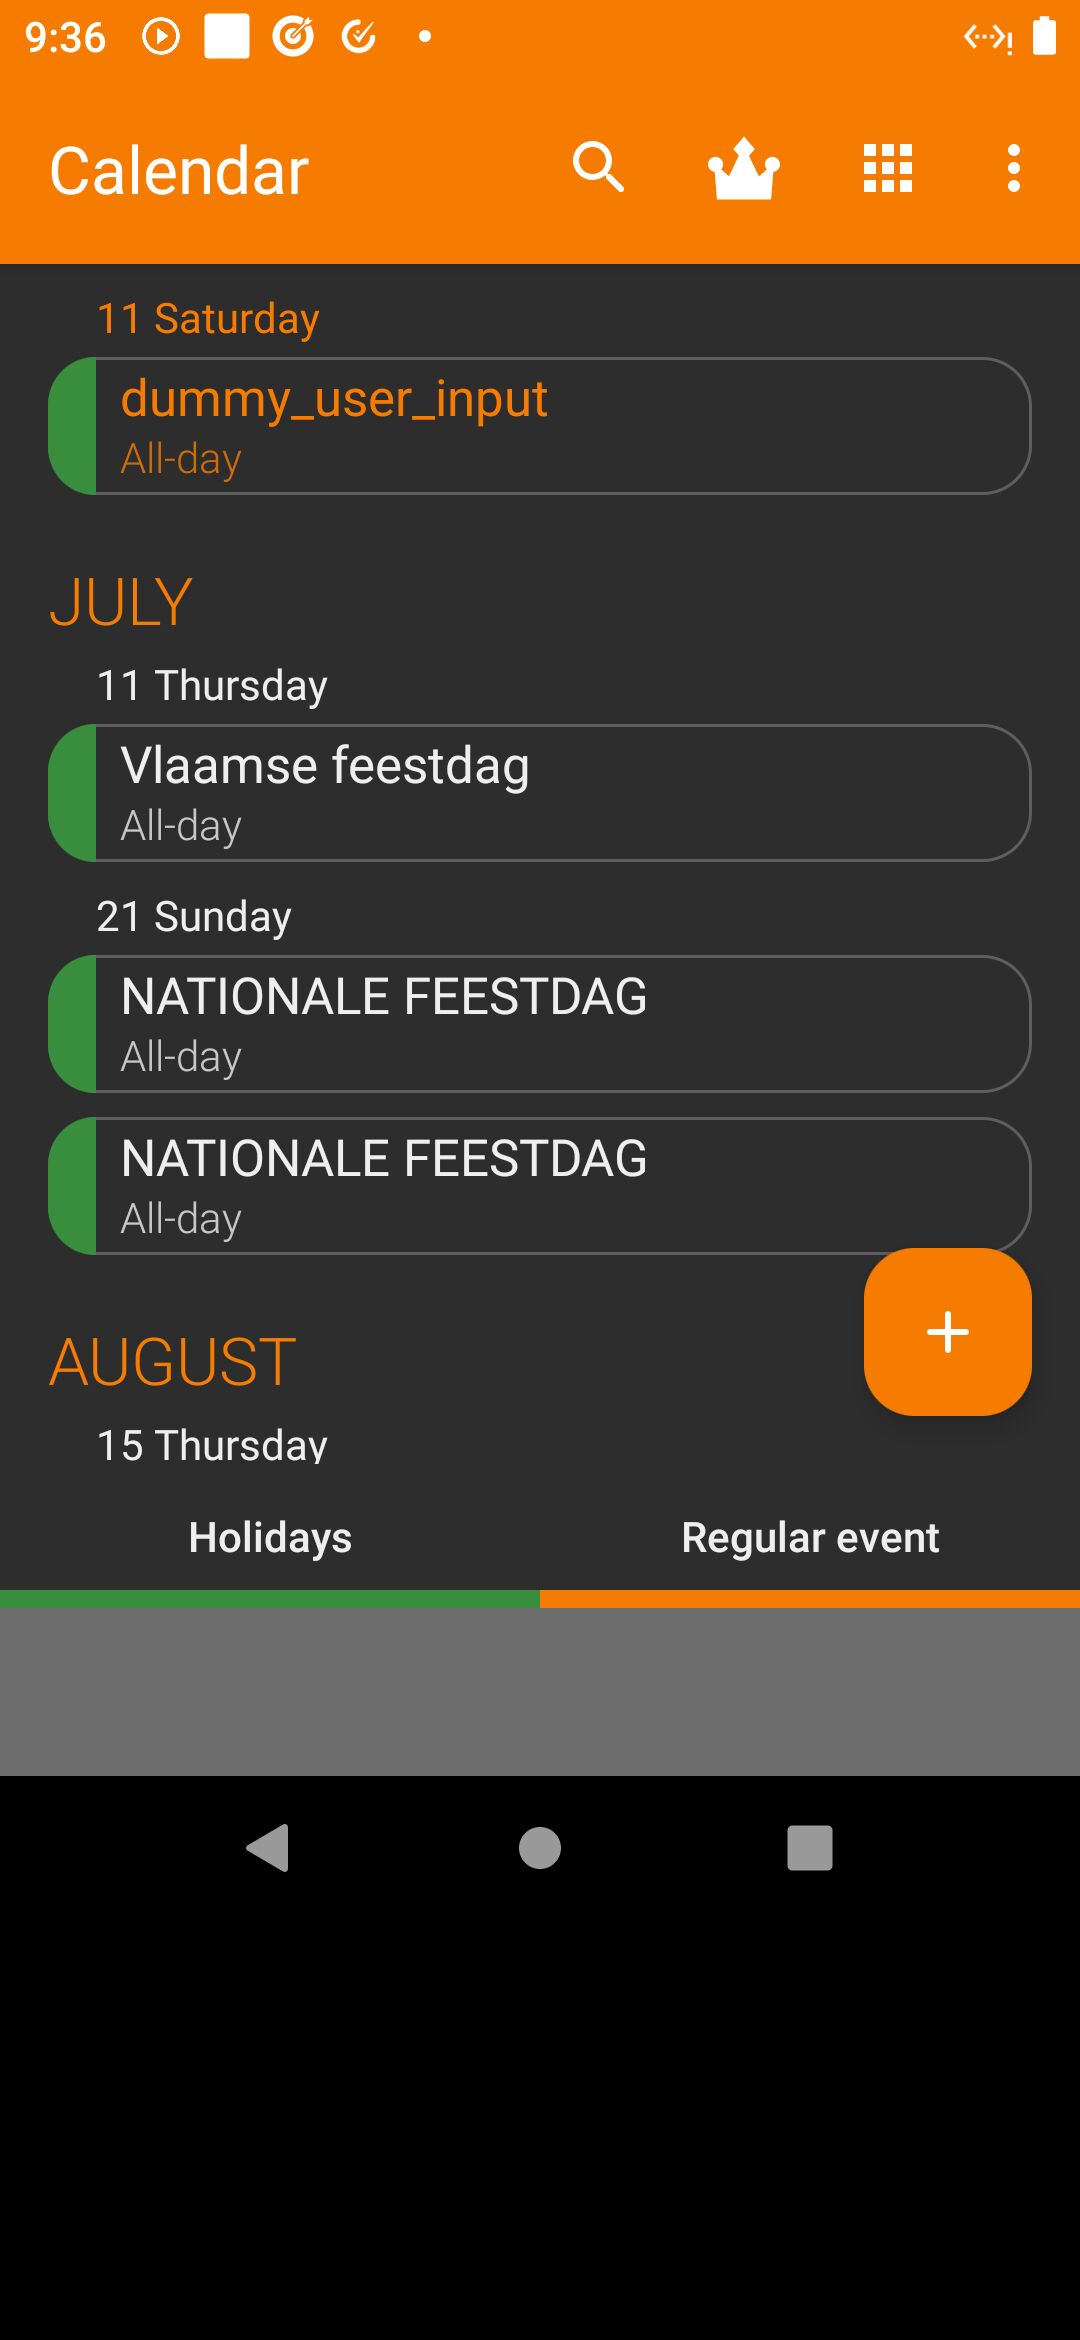 9:36
Calendar
11 Saturday
dummy_user_input
All-day
JULY
11 Thursday
Vlaamse feestdag
All-day
21 Sunday
NATIONALE FEESTDAG
All-day
NATIONALE FEESTDAG
All-day
AUGUST
15 Thursday
Holidays
Regular event